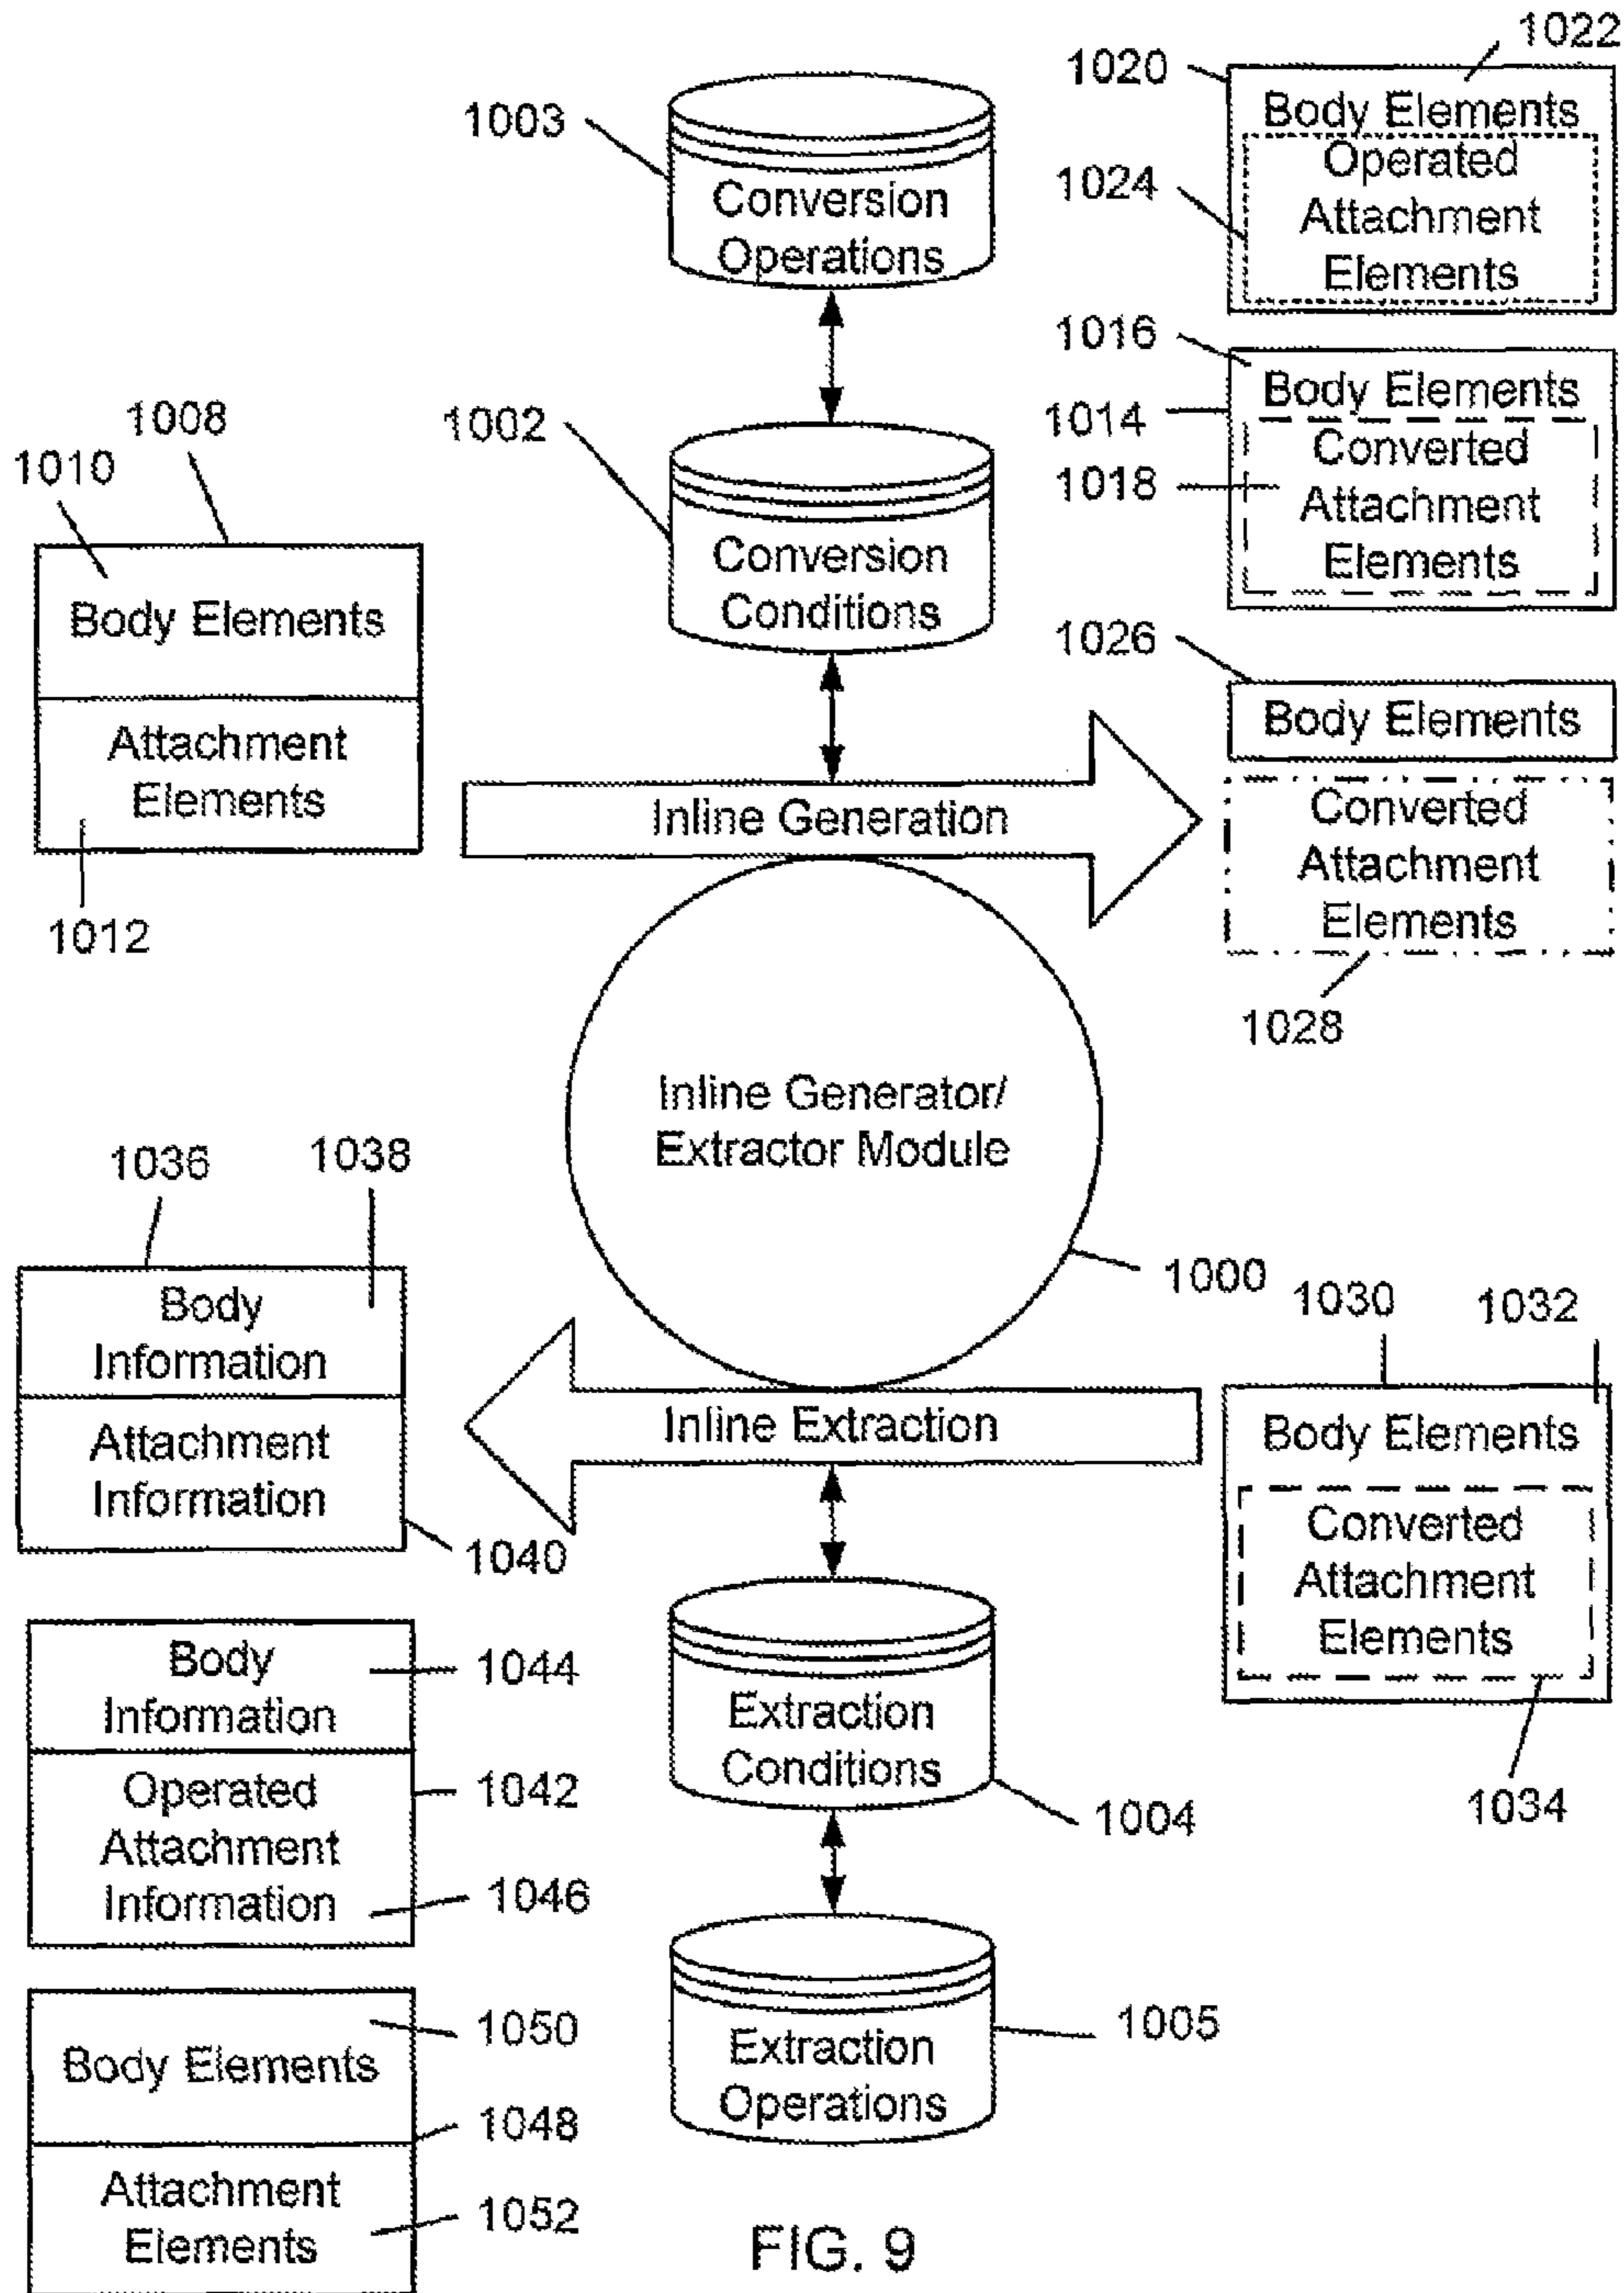 1022
1020
Body Elements
Operated
Attachment
Elements
1024
1003
Conversion
Operations
1016
Body Elements
1014
Converted
Attachment
Elements
1018
1008
1002
1010
Conversion
Conditions
Body Elements
Attachment
Elements
1012
1026
Body Elements
Inline Generation
Converted
Attachment
Elements
1028
Inline Generator/
Extractor Module
1000
1036
1038
Body
Information
Attachment
Information
1040
Inline Extraction
1030
1032
Body Elements
Converted
Attachment
Elements
1034
Body
Information
1044
Operated
Attachment
Information
1042
1046
Extraction
Conditions
1004
Extraction
Operations
1005
Body Elements
1050
1048
Attachment
Elements
1052
FIG. 9